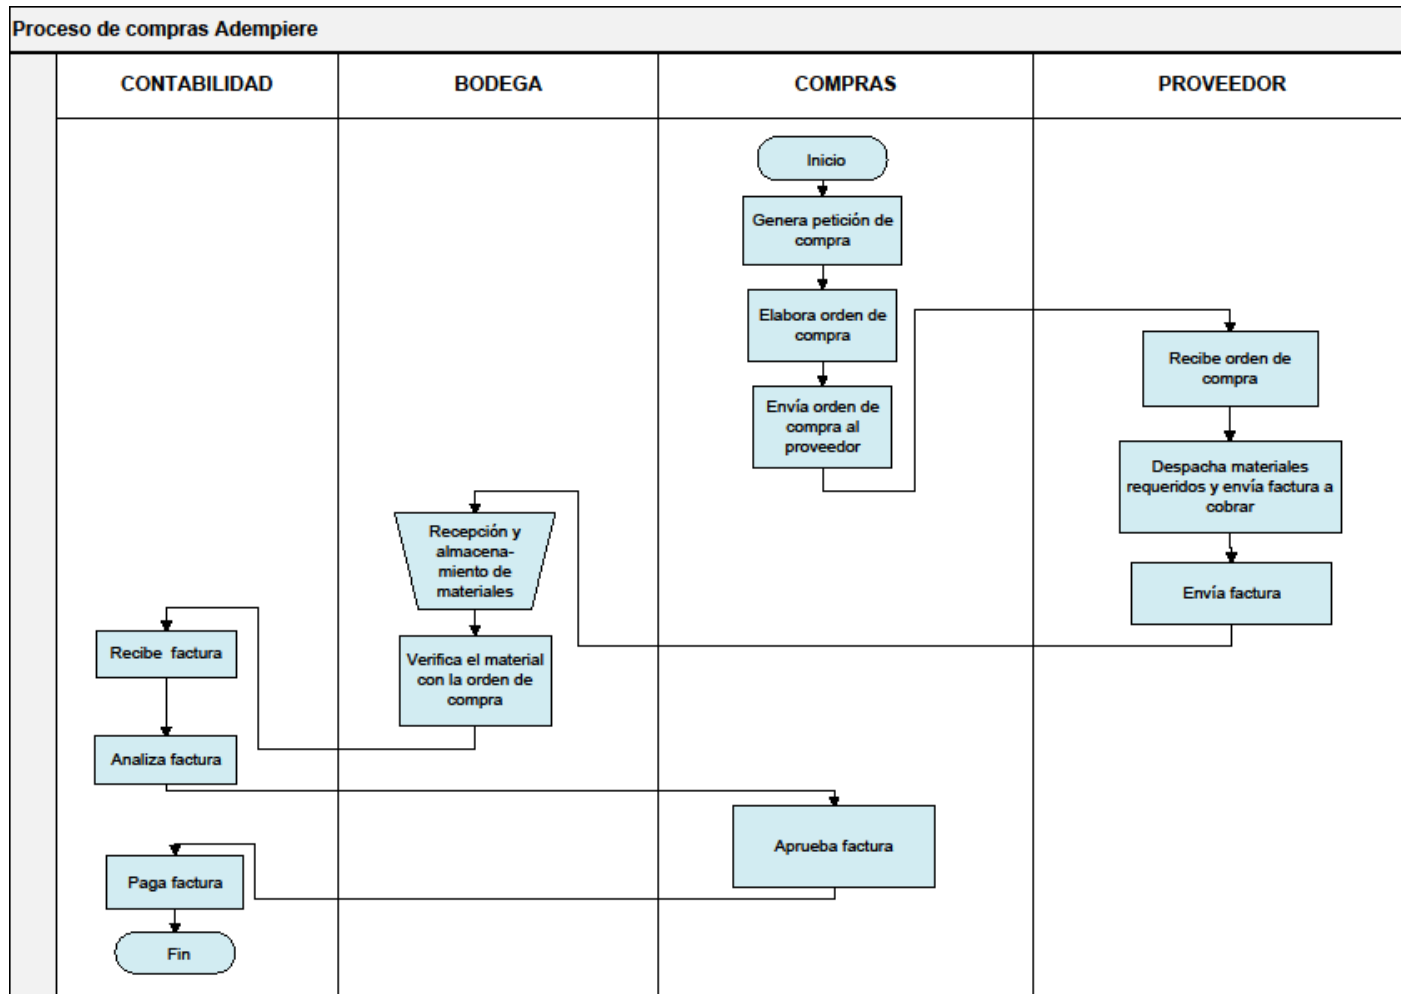 Proceso de compras Adempiere
CONTABILIDAD
BODEGA
COMPRAS
PROVEEDOR
Inicio
Genera petición de
compra
Elabora orden de
compra
Envía orden de
compra al
proveedor
Recibe orden de
compra
Despacha materiales
requeridos y envía factura a
cobrar
Envía factura
Recepción y
almacena-
miento de
materiales
Verifica el material
con la orden de
compra
Recibe factura
Analiza factura
Aprueba factura
Paga factura
Fin